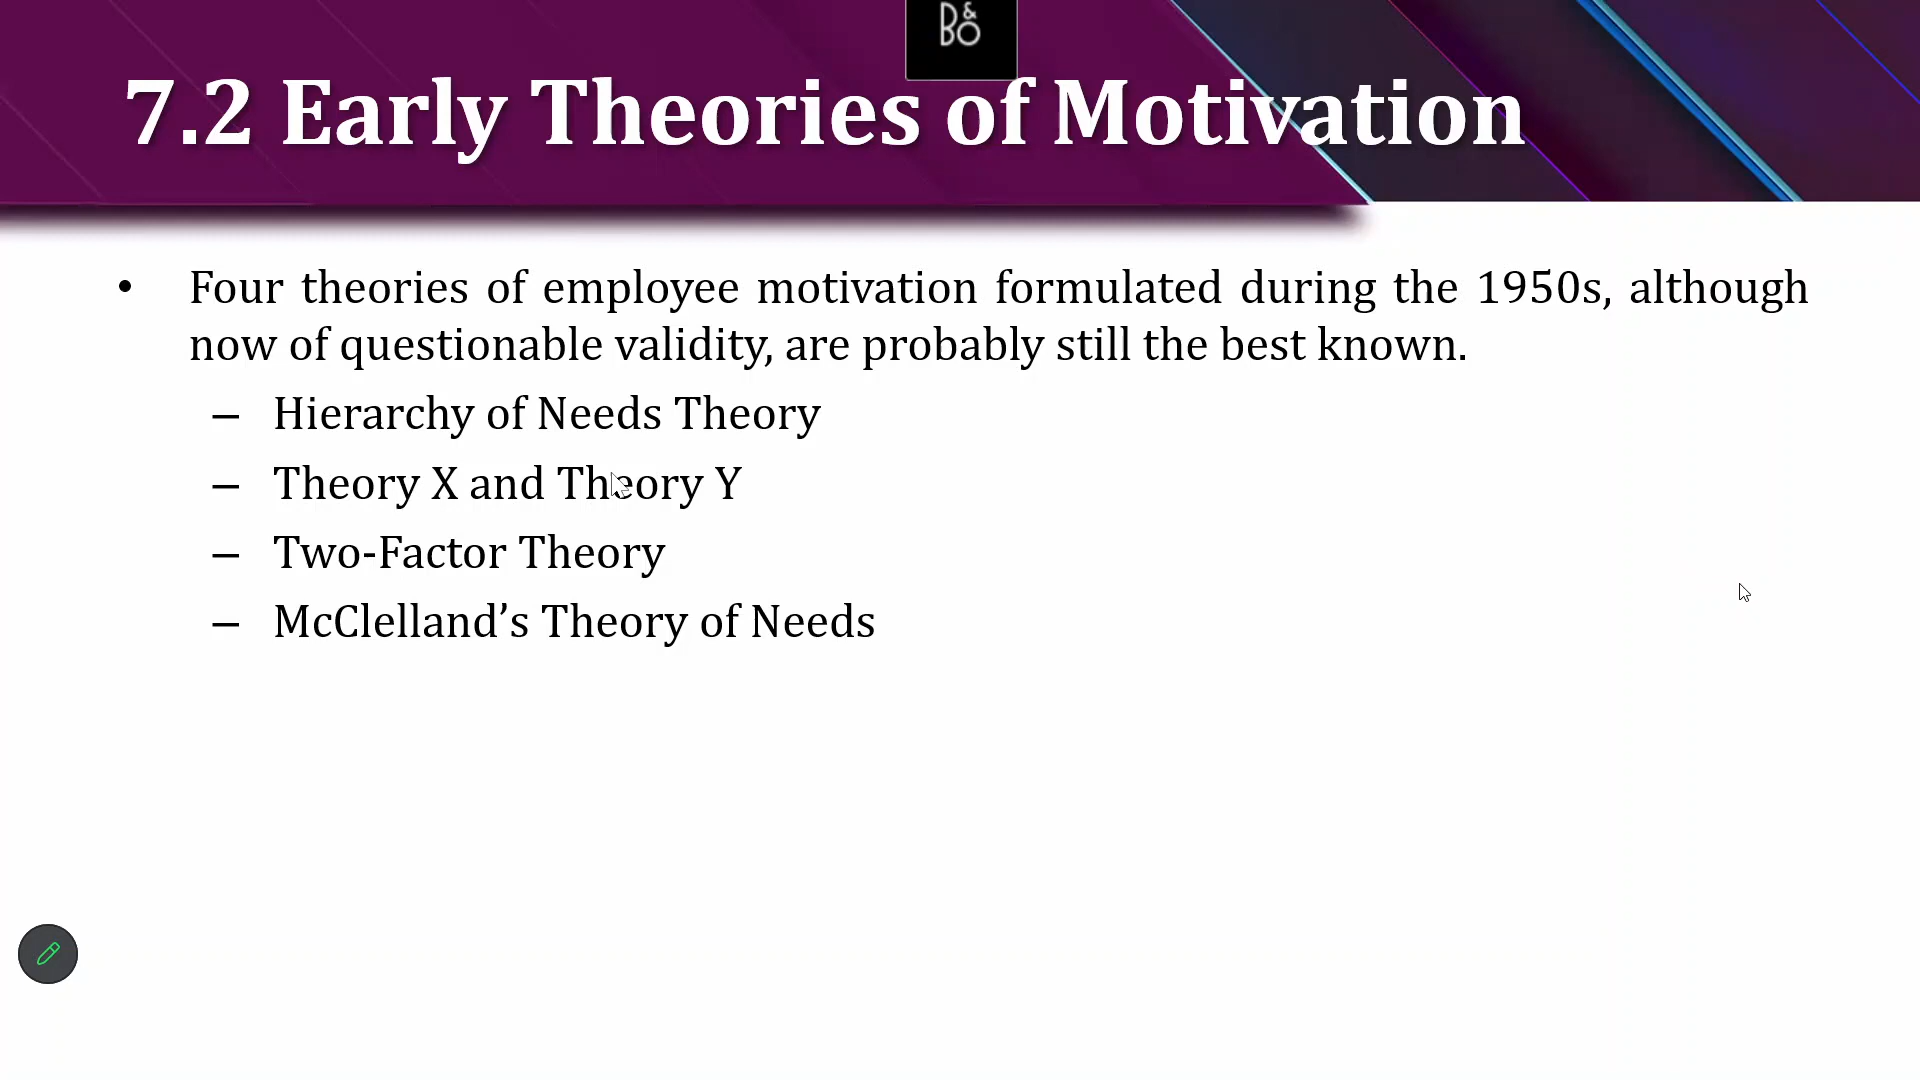 B&O
7.2 Early Theories of Motivation
• Four theories of employee motivation formulated during the 1950s, although
now of questionable validity, are probably still the best known.
– Hierarchy of Needs Theory
– Theory X and Theory Y
– Two-Factor Theory
– McClelland’s Theory of Needs